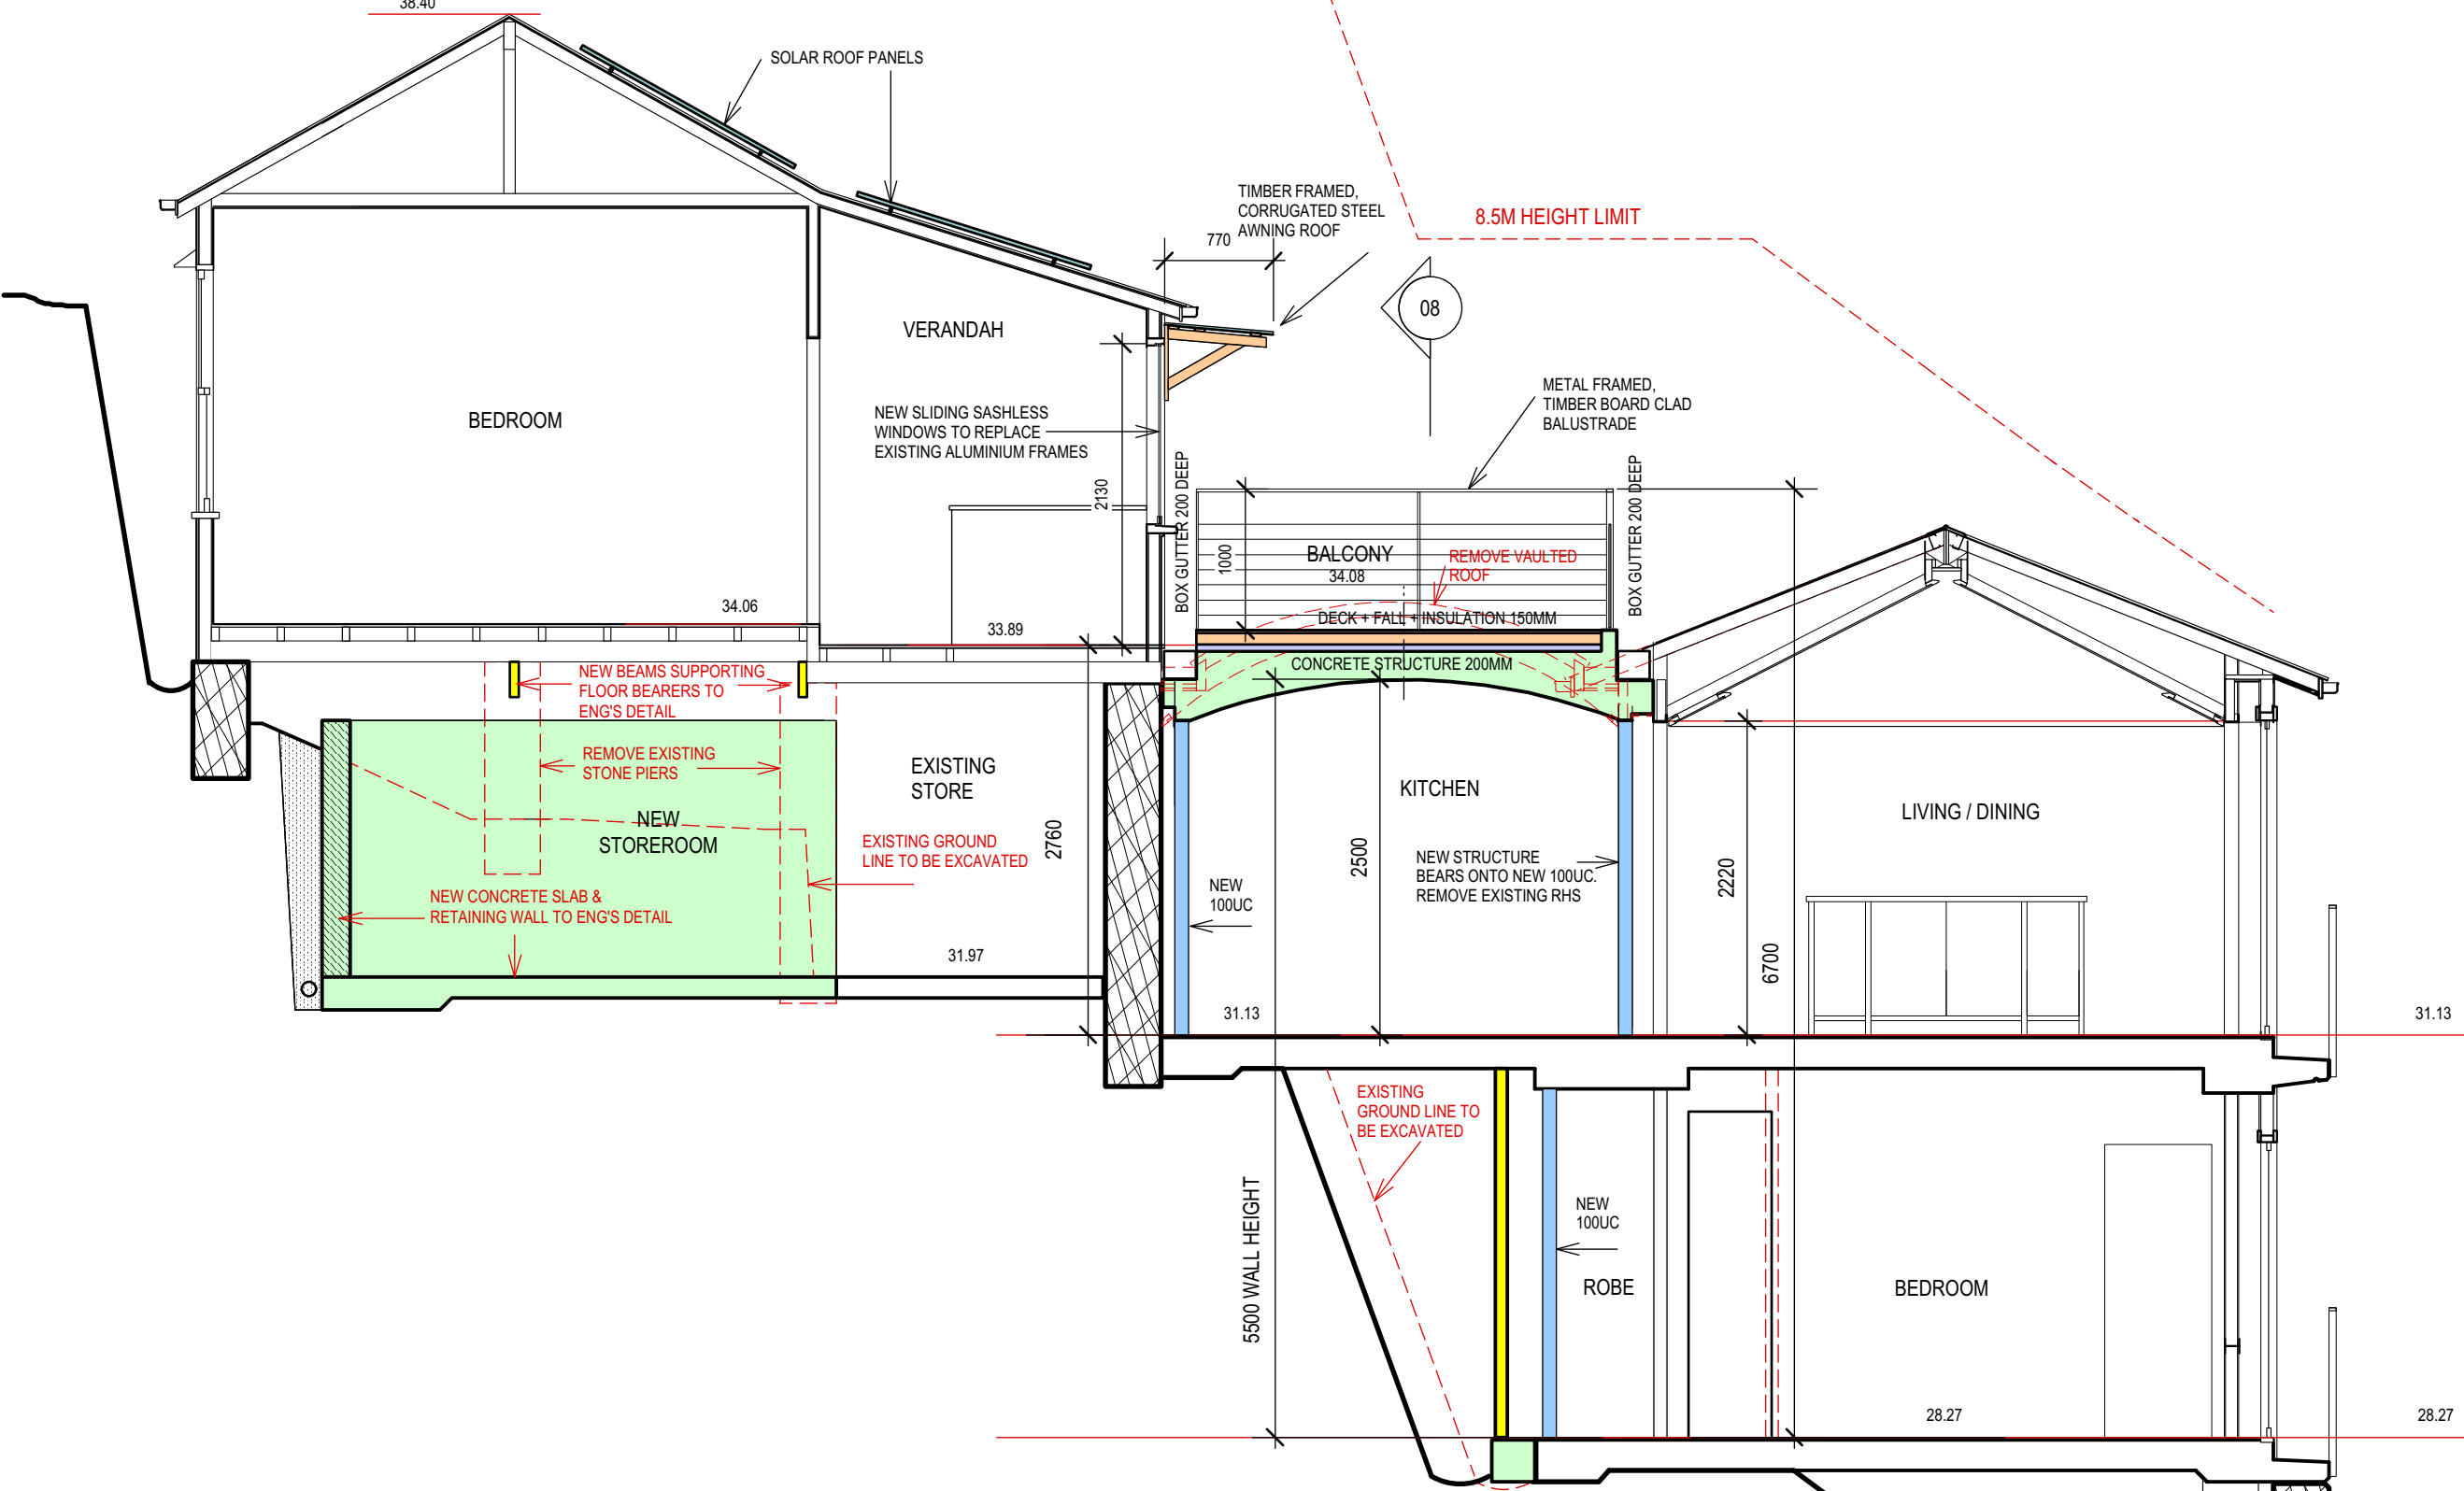 38.40
SOLAR ROOF PANELS
TIMBER FRAMED,
CORRUGATED STEEL
AWNING ROOF
770
8.5M HEIGHT LIMIT
08
VERANDAH
BEDROOM
NEW SLIDING SASHLESS
WINDOWS TO REPLACE
EXISTING ALUMINIUM FRAMES
METAL FRAMED,
TIMBER BOARD CLAD
BALUSTRADE
2130
BOX GUTTER 200 DEEP
1000
BALCONY
34.08
REMOVE VAULTED
ROOF
BOX GUTTER 200 DEEP
DECK + FALL + INSULATION 150MM
CONCRETE STRUCTURE 200MM
34.06
33.89
NEW BEAMS SUPPORTING
FLOOR BEARERS TO
ENG'S DETAIL
REMOVE EXISTING
STONE PIERS
NEW
STOREROOM
EXISTING
STORE
EXISTING GROUND
LINE TO BE EXCAVATED
NEW CONCRETE SLAB &
RETAINING WALL TO ENG'S DETAIL
31.97
2760
KITCHEN
2500
NEW
100UC
NEW STRUCTURE
BEARS ONTO NEW 100UC.
REMOVE EXISTING RHS
LIVING / DINING
2220
6700
31.13
31.13
EXISTING
GROUND LINE TO
BE EXCAVATED
5500 WALL HEIGHT
NEW
100UC
ROBE
BEDROOM
28.27
28.27